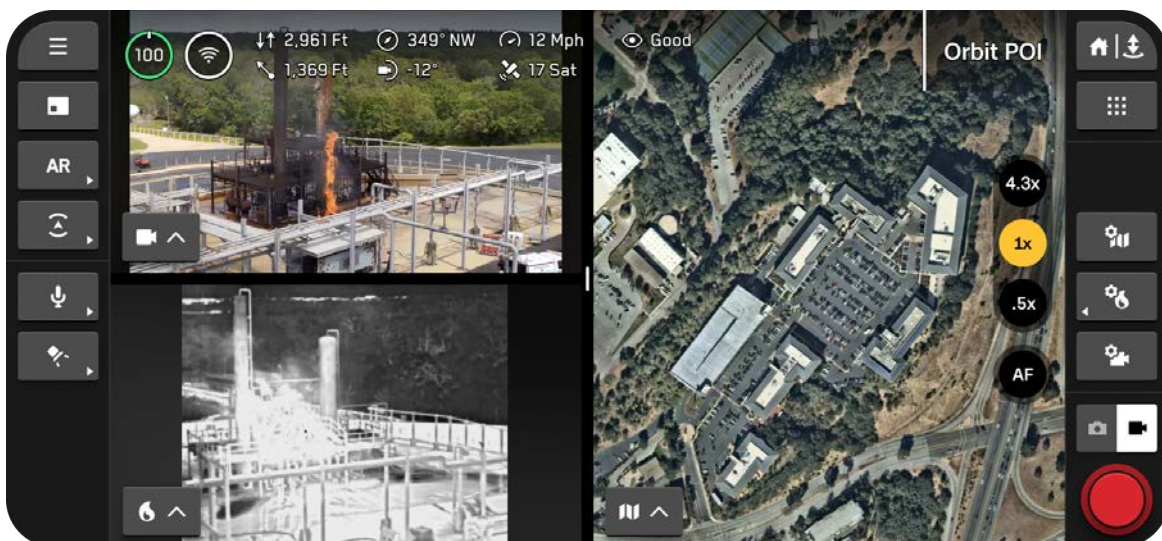 100
2,961 Ft 349° NW 12 Mph
1,369 Ft -12° 17 Sat
Good
Orbit POI
AR
4.3x
1x
.5x
AF